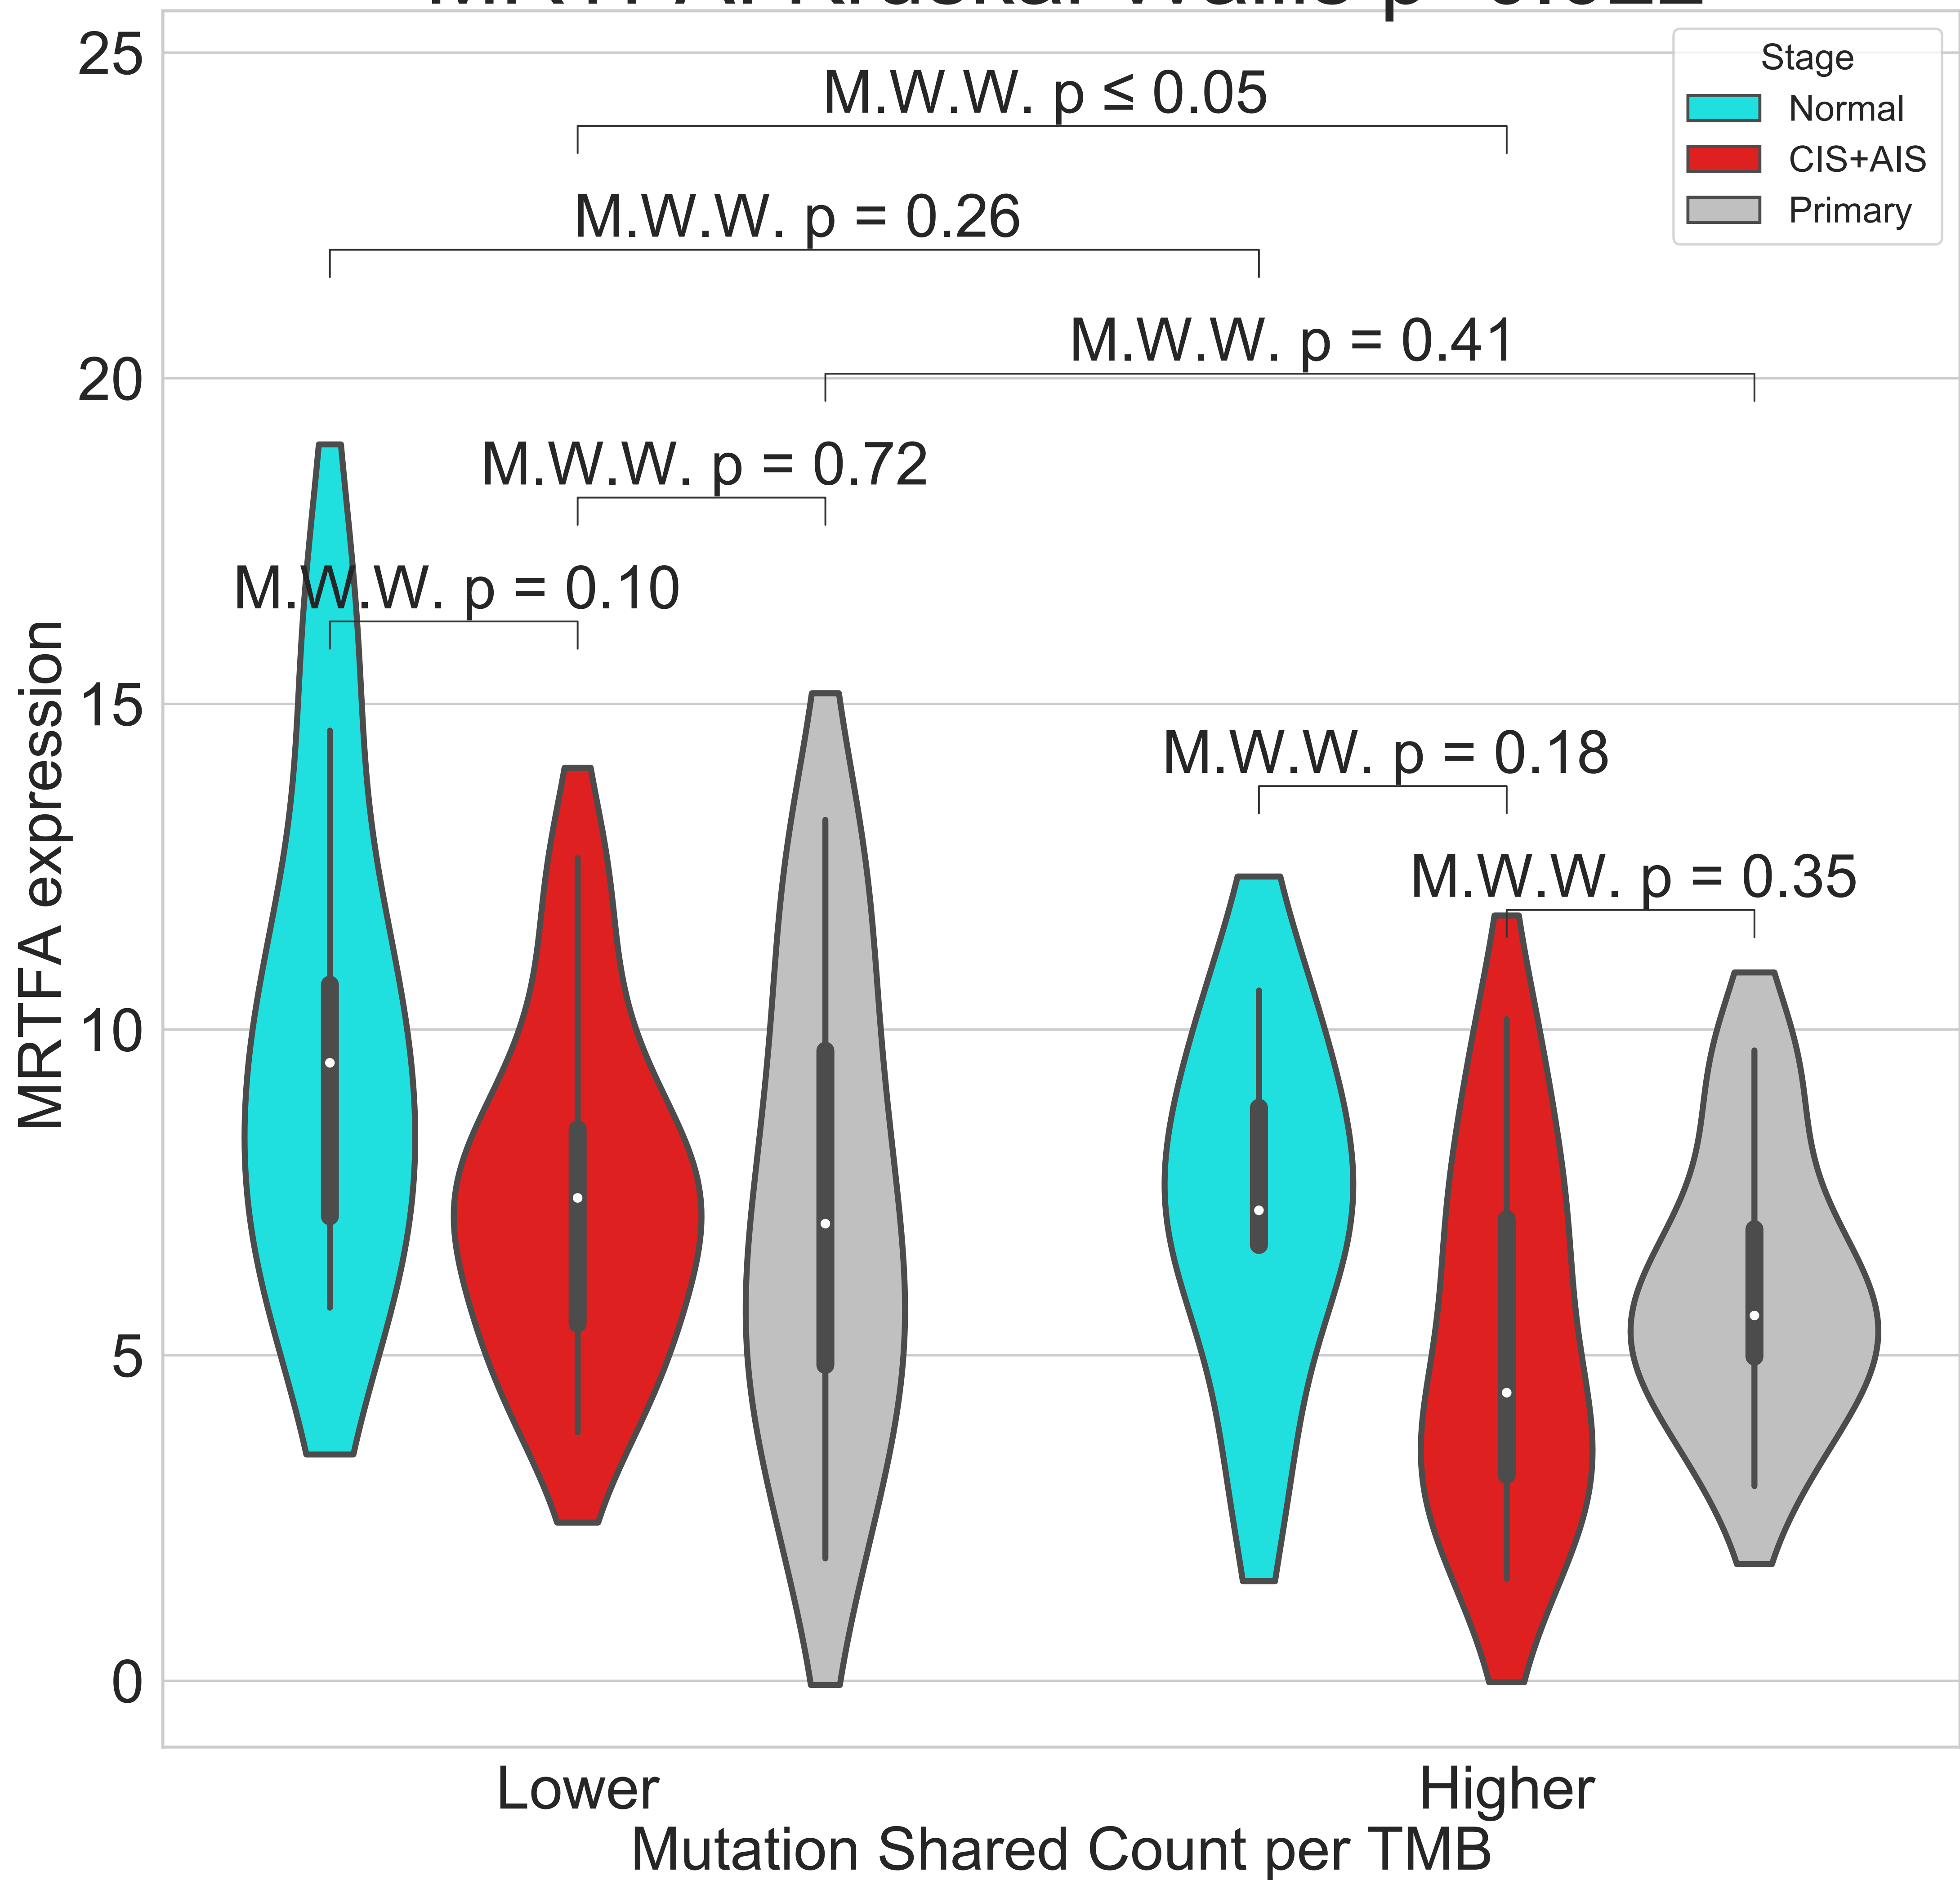 25
20
15
10
5
0
MRTFA expression
Stage
Normal
CIS+AIS
Primary
M.W.W. p ≤ 0.05
M.W.W. p = 0.26
M.W.W. p = 0.41
M.W.W. p = 0.72
M.W.W. p = 0.10
M.W.W. p = 0.18
M.W.W. p = 0.35
Lower
Higher
Mutation Shared Count per TMB